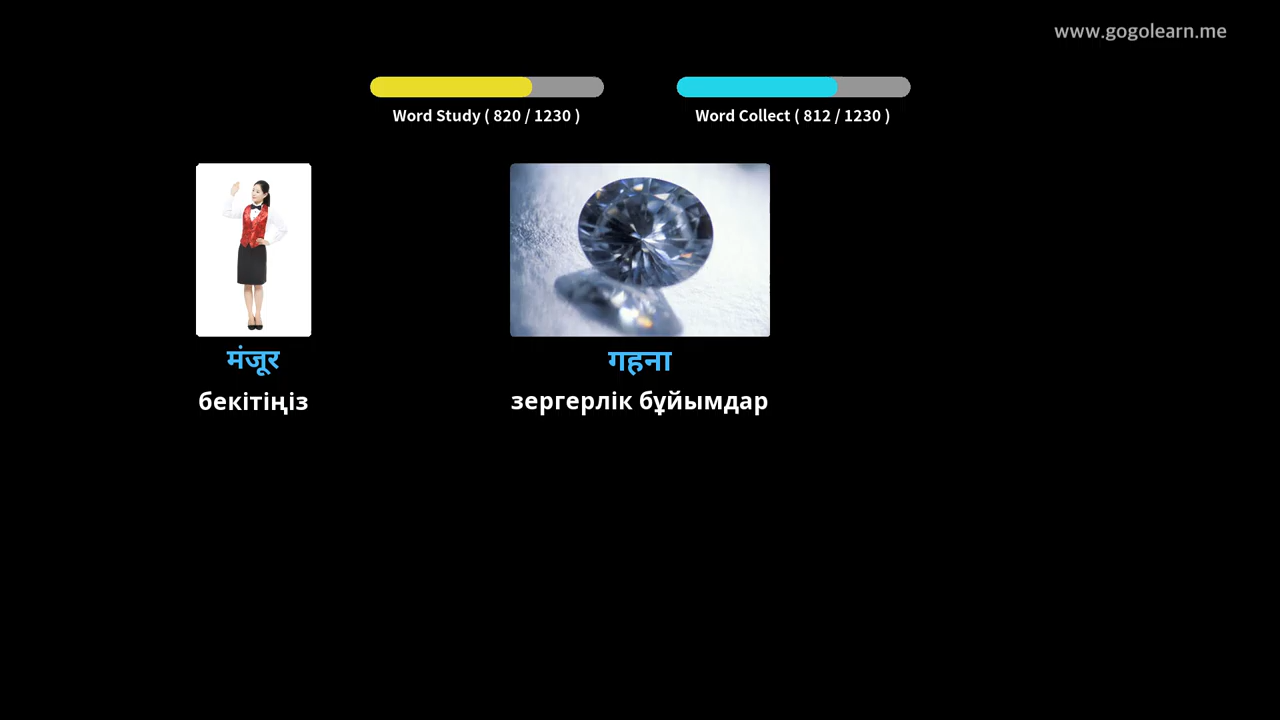 www.gogolearn.me
Word Study ( 820 / 1230 )
Word Collect ( 812 / 1230 )
मंजूर
गहना
бекітіңіз
зергерлік бұйымдар